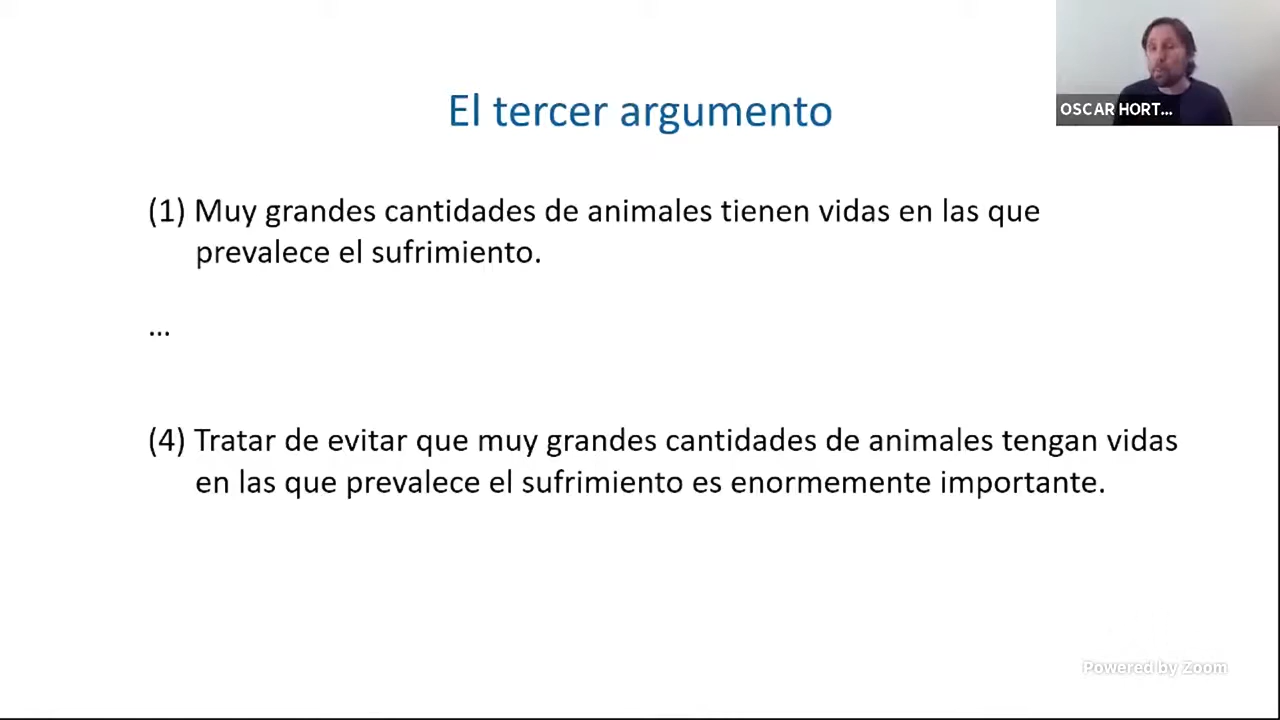 El tercer argumento
OSCAR HORT...
(1) Muy grandes cantidades de animales tienen vidas en las que
prevalece el sufrimiento.
...
(4) Tratar de evitar que muy grandes cantidades de animales tengan vidas
en las que prevalece el sufrimiento es enormemente importante.
Powered by Zoom